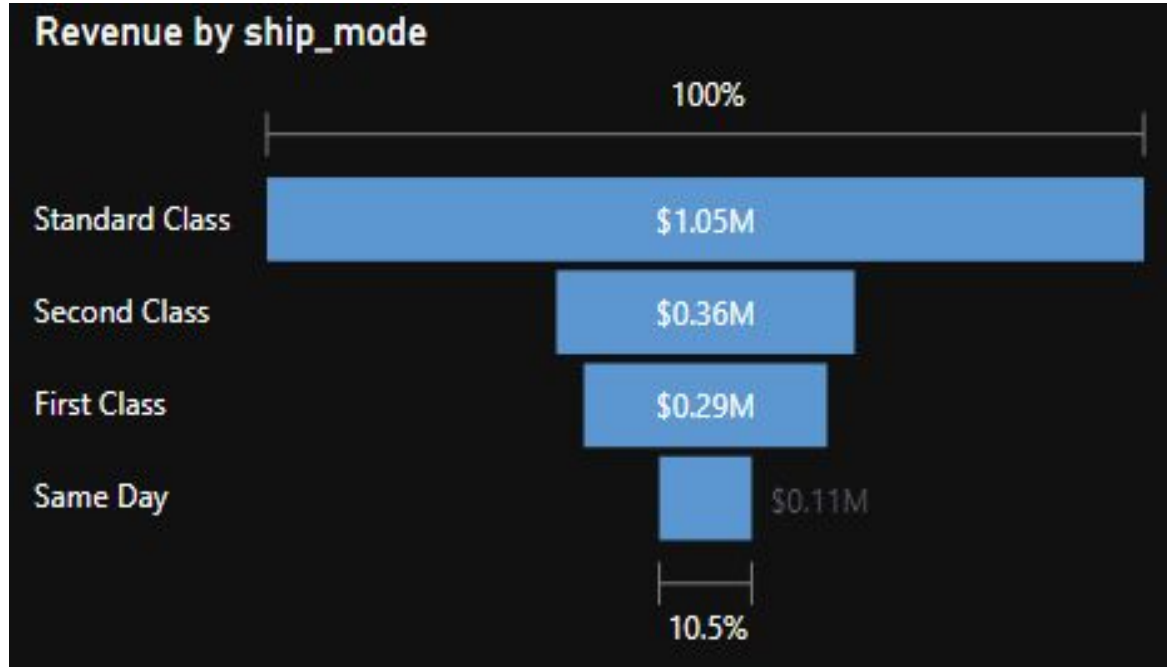 Revenue by ship_mode
100%
Standard Class $1.05M
Second Class $0.36M
First Class $0.29M
Same Day $0.11M
10.5%